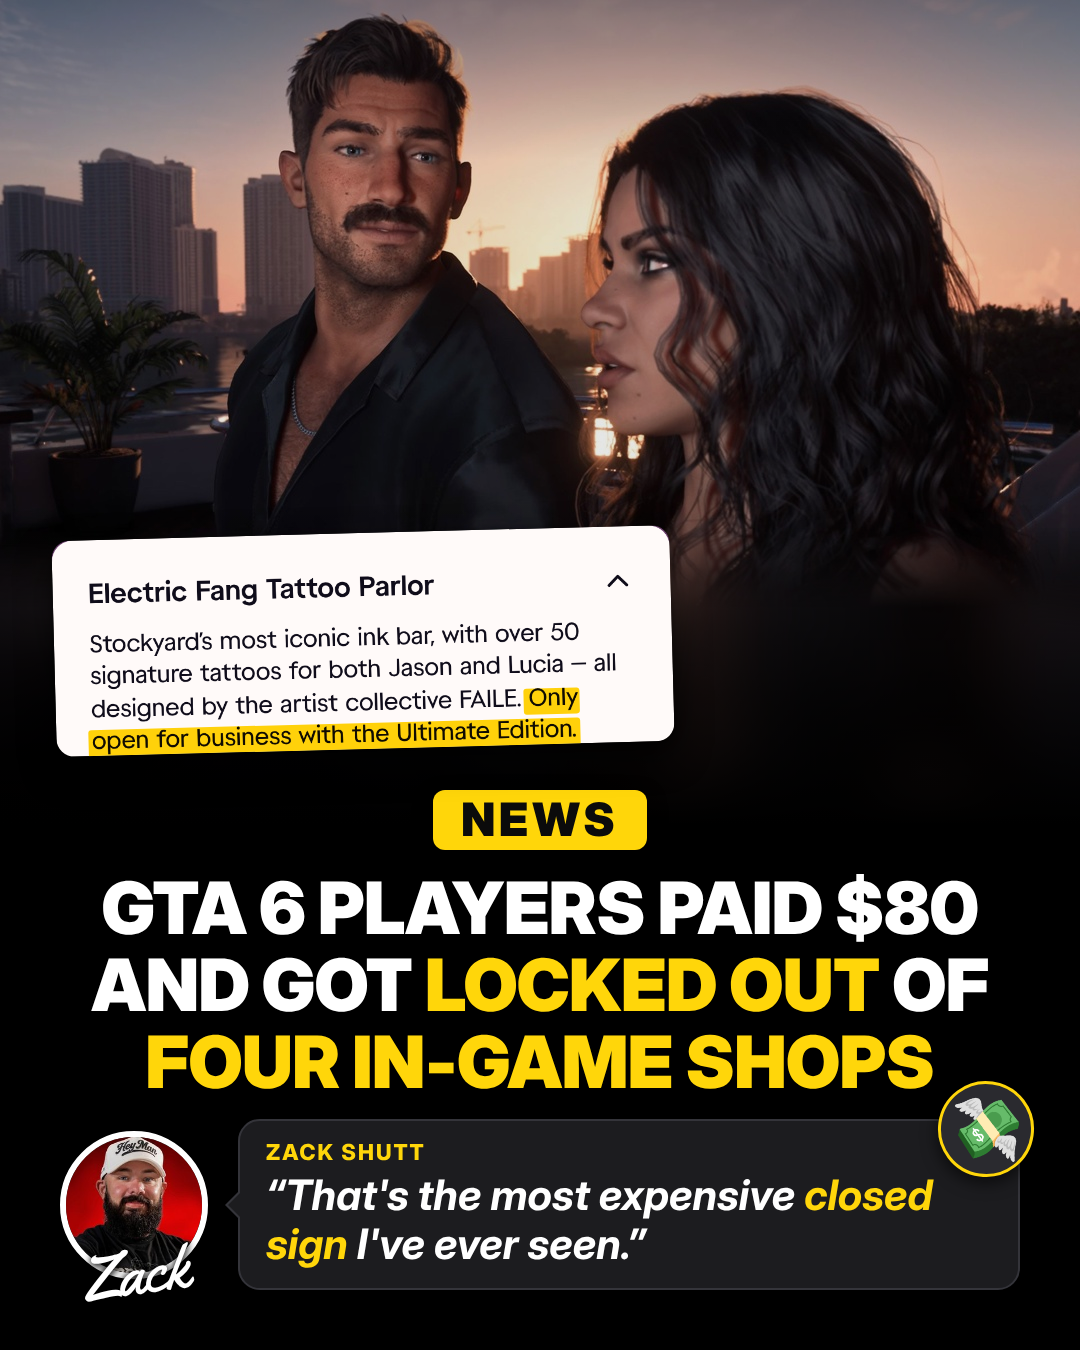 Electric Fang Tattoo Parlor
Stockyard's most iconic ink bar, with over 50
signature tattoos for both Jason and Lucia – all
designed by the artist collective FAILE. Only
open for business with the Ultimate Edition.
NEWS
GTA 6 PLAYERS PAID $80
AND GOT LOCKED OUT OF
FOUR IN-GAME SHOPS
Hey Man
ZACK SHUTT
“That's the most expensive closed
sign I've ever seen.”
Zack